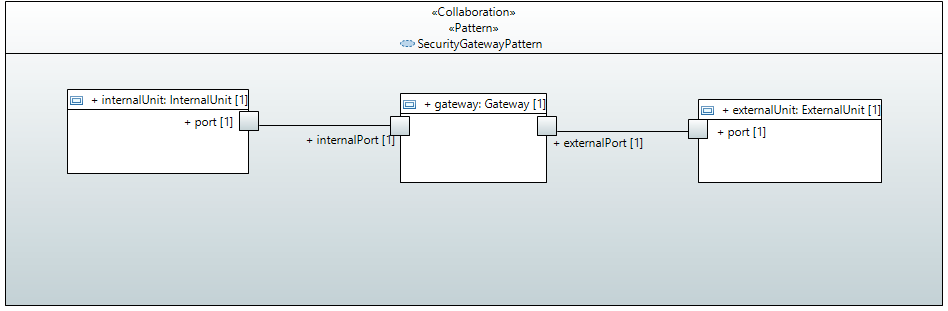 «Collaboration»
«Pattern»
SecurityGatewayPattern
+ internalUnit: InternalUnit [1]
+ gateway: Gateway [1]
+ externalUnit: ExternalUnit [1]
+ port [1]
+ internalPort [1]
+ externalPort [1]
+ port [1]